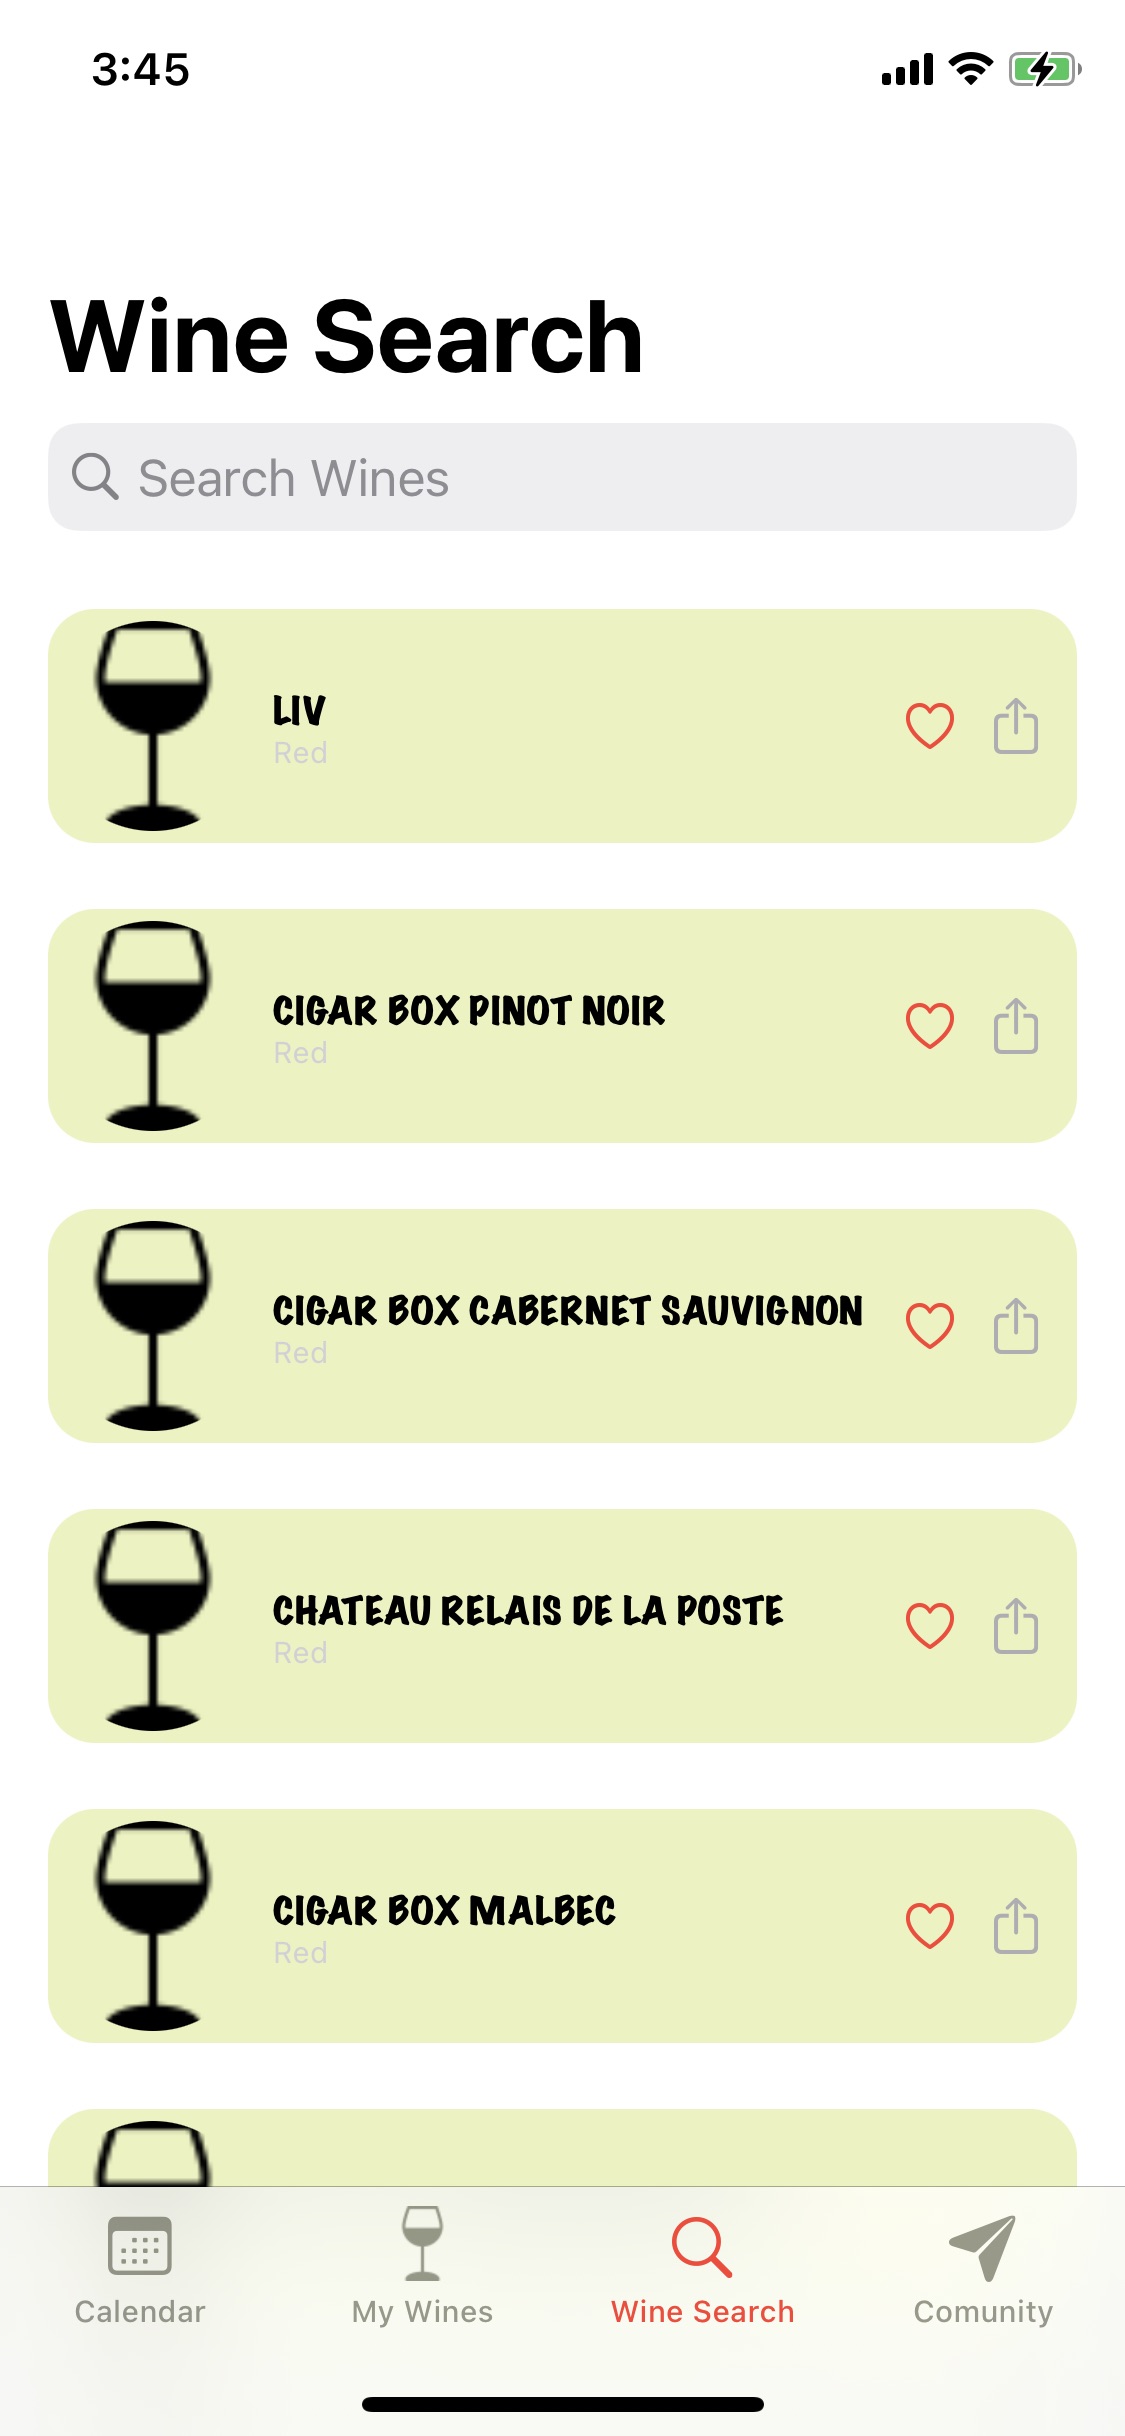 3:45
Wine Search
Search Wines
LIV
Red
CIGAR BOX PINOT NOIR
Red
CIGAR BOX CABERNET SAUVIGNON
Red
CHATEAU RELAIS DE LA POSTE
Red
CIGAR BOX MALBEC
Red
Calendar
My Wines
Wine Search
Comunity